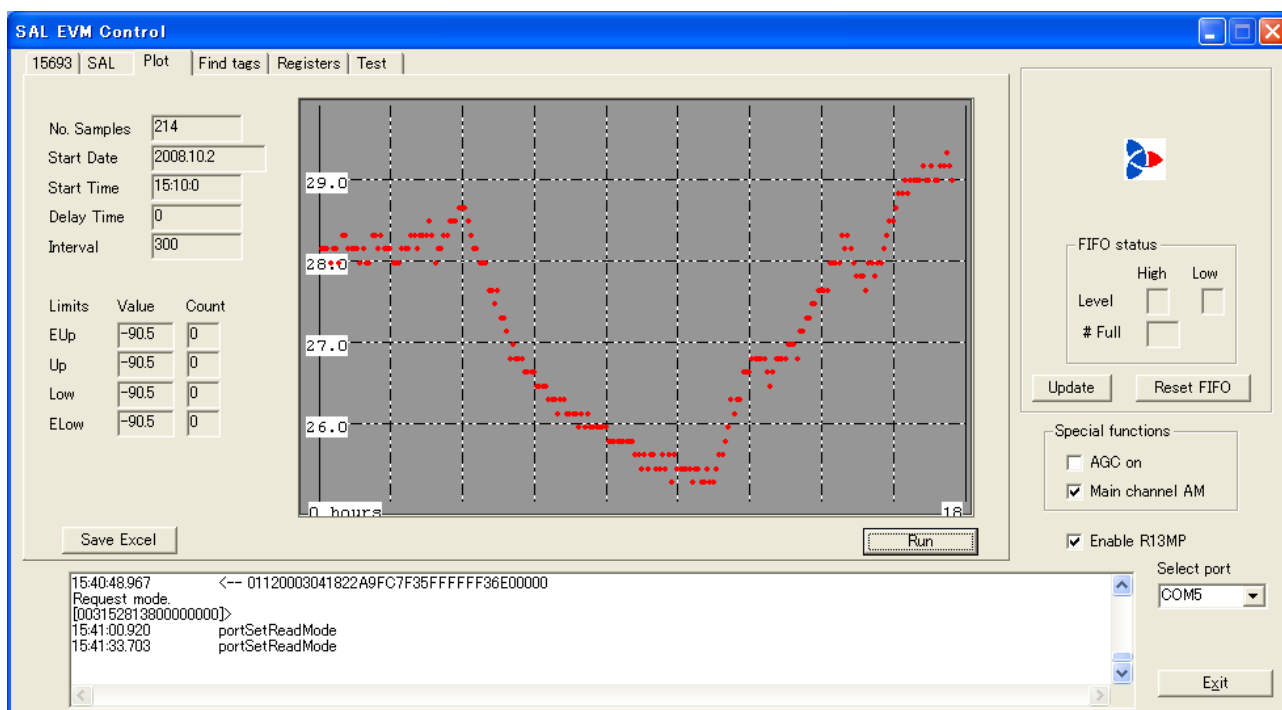 SAL EVM Control
15693 SAL Plot Find tags Registers Test
No. Samples 214
Start Date 2008.10.2
Start Time 15:10:0
Delay Time 0
Interval 300
Limits Value Count
EUp -90.5 0
Up -90.5 0
Low -90.5 0
ELow -90.5 0
29.0
28.0
27.0
26.0
0 hours 18
Save Excel
Run
FIFO status
High Low
Level
# Full
Update Reset FIFO
Special functions
AGC on
Main channel AM
Enable R13MP
Select port
COM5
Exit
15:40:48.967 <-- 01120003041822A9FC7F35FFFFFF36E00000
Request mode.
[003152813800000000]>
15:41:00.920 portSetReadMode
15:41:33.703 portSetReadMode